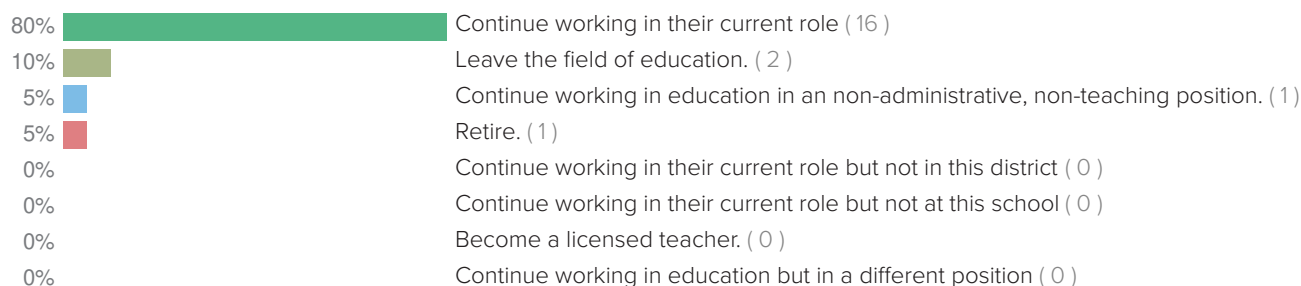 80% Continue working in their current role ( 16 )
10% Leave the field of education. ( 2 )
5% Continue working in education in an non-administrative, non-teaching position. ( 1 )
5% Retire. ( 1 )
0% Continue working in their current role but not in this district ( 0 )
0% Continue working in their current role but not at this school ( 0 )
0% Become a licensed teacher. ( 0 )
0% Continue working in education but in a different position ( 0 )